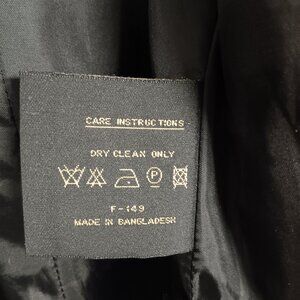 CARE INSTRUCTIONS
DRY CLEAN ONLY
P
F-149
MADE IN BANGLADESH